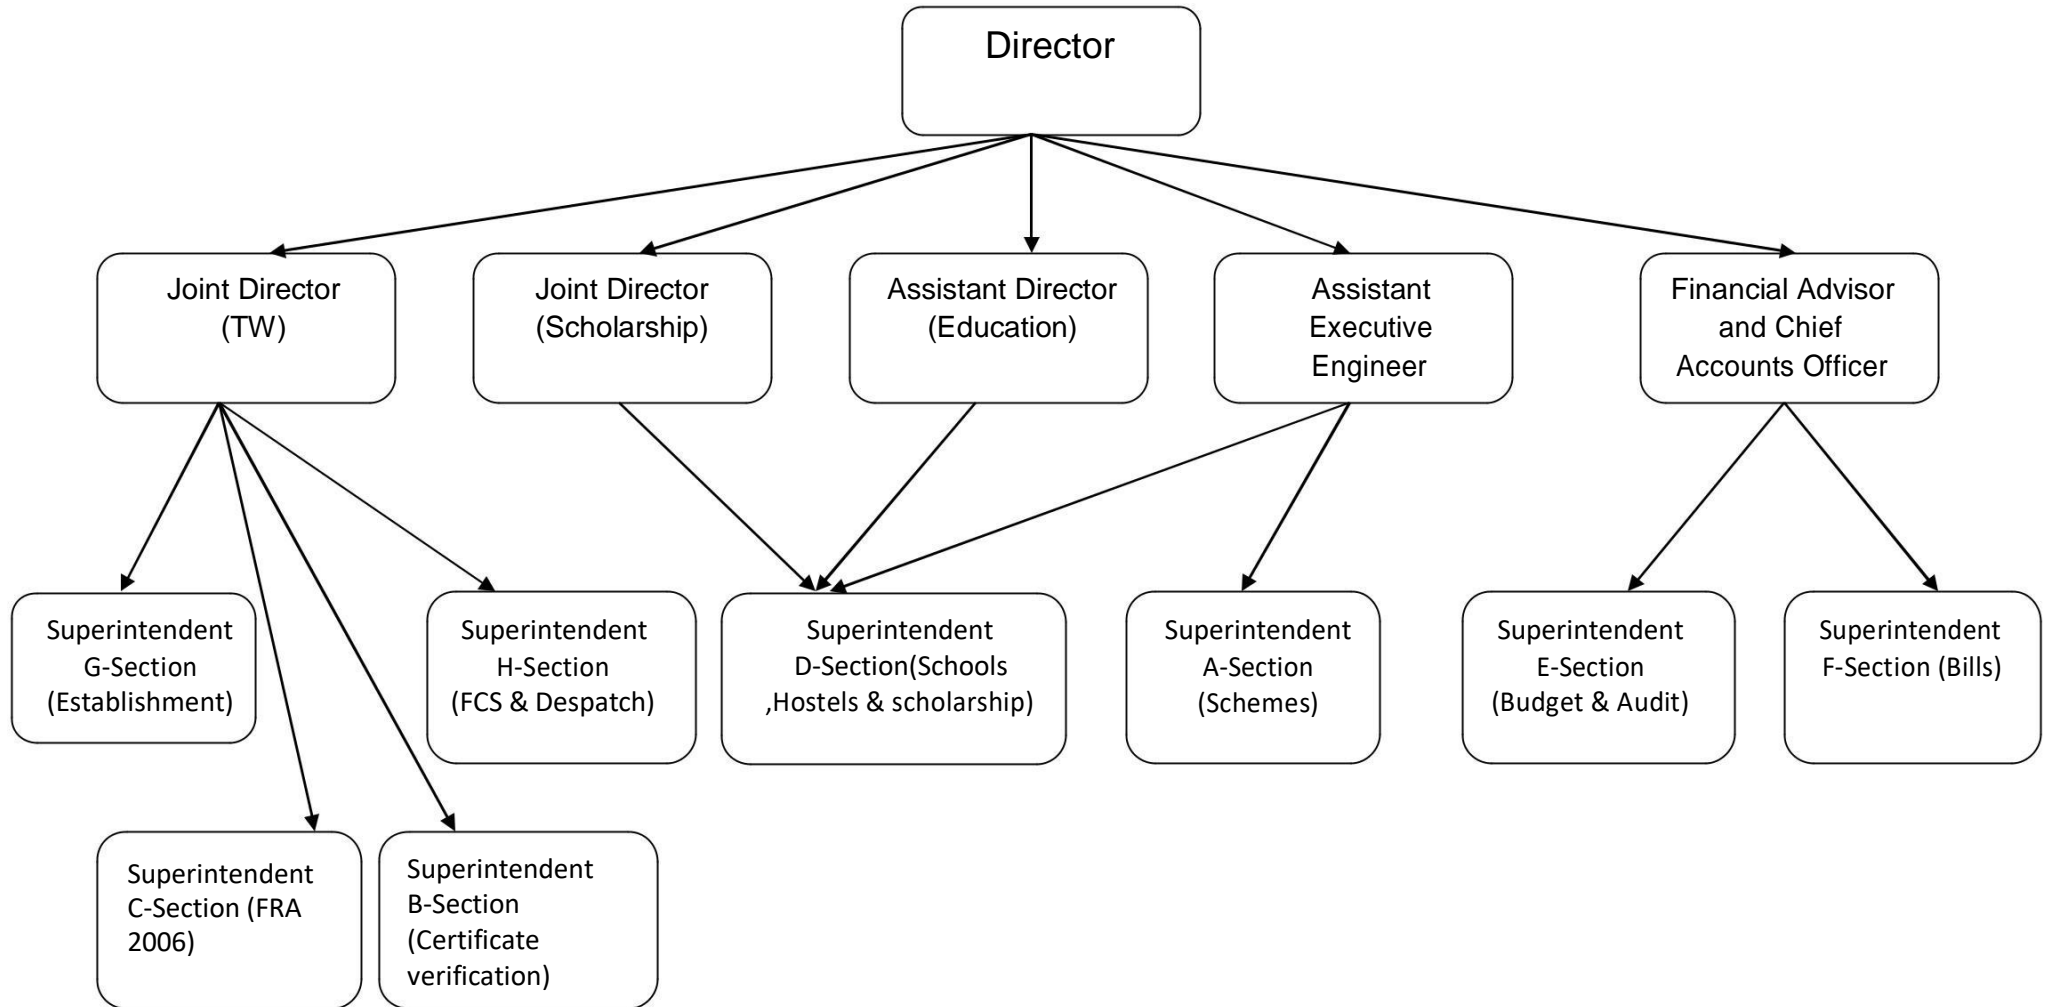 Director
Joint Director
(TW)
Joint Director
(Scholarship)
Assistant Director
(Education)
Assistant
Executive
Engineer
Financial Advisor
and Chief
Accounts Officer
Superintendent
G-Section
(Establishment)
Superintendent
H-Section
(FCS & Despatch)
Superintendent
D-Section(Schools
,Hostels & scholarship)
Superintendent
A-Section
(Schemes)
Superintendent
E-Section
(Budget & Audit)
Superintendent
F-Section (Bills)
Superintendent
C-Section (FRA
2006)
Superintendent
B-Section
(Certificate
verification)